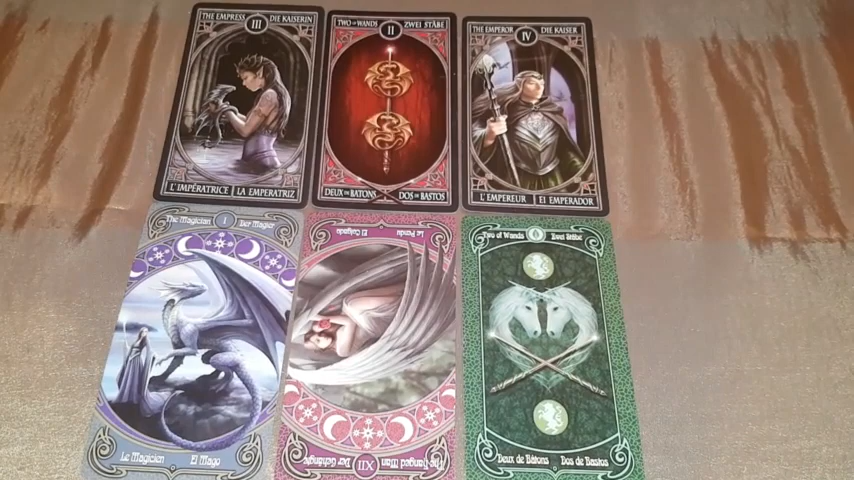 THE EMPRESS III DIE KAISERIN
L'IMPÉRATRICE LA EMPERATRIZ
TWO OF WANDS II ZWEI STÄBE
DEUX DE BATONS DOS DE BASTOS
THE EMPEROR IV DIE KAISER
L'EMPEREUR El EMPERADOR
The Magician I Der Magier
Le Magicien El Mago
Le Pendu
El Colgado
The Hanged Man XII Der Gehängte
Two of Wands Zwei Stäbe
Deux de Bâtons Dos de Bastos